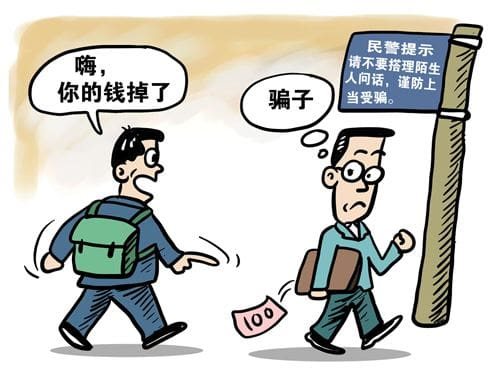 嗨，
你的钱掉了
骗子
民警提示
请不要搭理陌生
人问话，谨防上
当受骗。
100